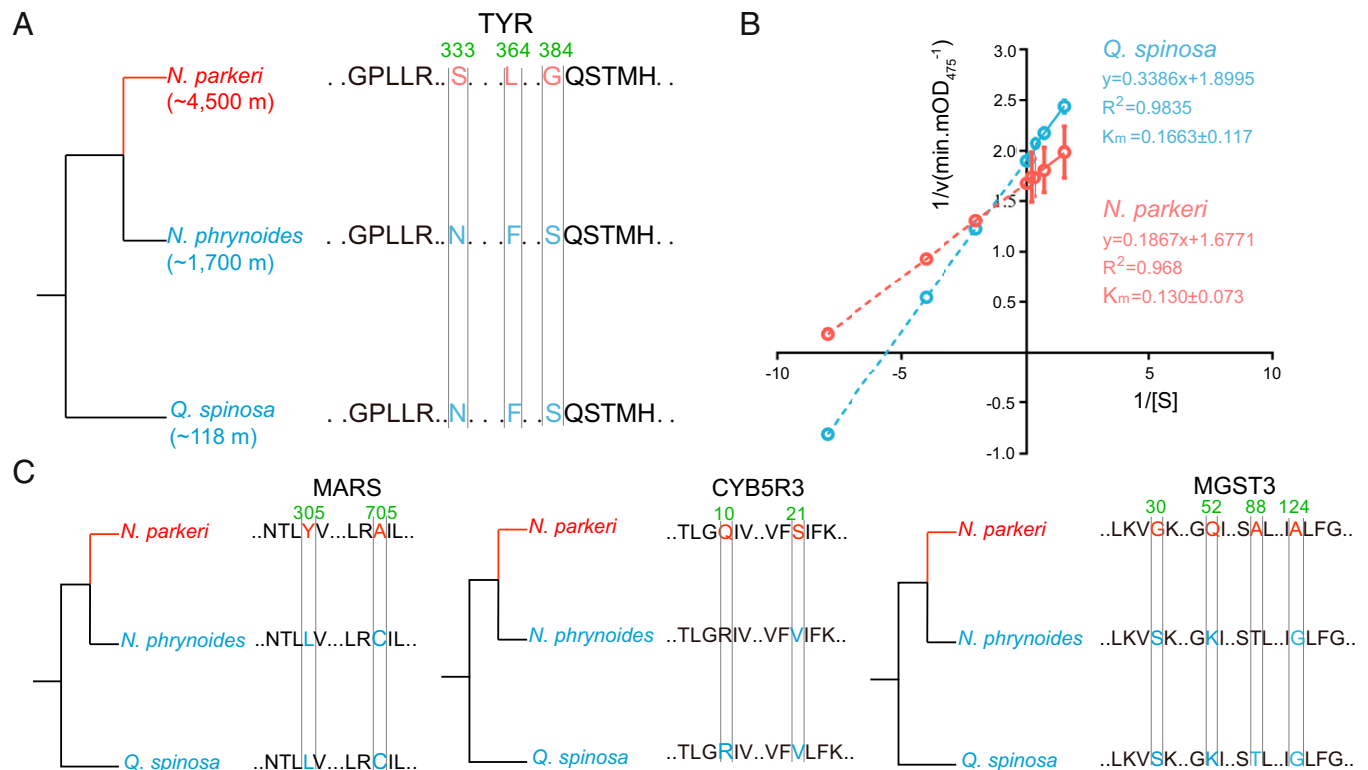 A
TYR
333 364 384
N. parkeri
(~4,500 m)
. .GPLLR..S. . .L. .GQSTMH. .
N. phrynoides
(~1,700 m)
. .GPLLR..N. . .F. .SQSTMH. .
Q. spinosa
(~118 m)
. .GPLLR..N. . .F. .SQSTMH. .
B
1/v(min.mOD475-1)
3.0
2.5
2.0
1.5
1.0
0.5
-0.5
-1.0
-10
-5
5
10
1/[S]
Q. spinosa
y=0.3386x+1.8995
R2=0.9835
Km=0.1663±0.117
N. parkeri
y=0.1867x+1.6771
R2=0.968
Km=0.130±0.073
C
MARS
305 705
N. parkeri ..NTLYV...LRAIL..
N. phrynoides ..NTLLV...LRCIL..
Q. spinosa ..NTLLV...LRCIL..
CYB5R3
10 21
N. parkeri ..TLGQIV..VFSIFK..
N. phrynoides ..TLGRIV..VFVIFK..
Q. spinosa ..TLGRIV..VFVLFK..
MGST3
30 52 88 124
N. parkeri ..LKVGK..GQI..SAL..IALFG..
N. phrynoides ..LKVSK..GKI..STL..IGLFG..
Q. spinosa ..LKVSK..GKI..STL..IGLFG..